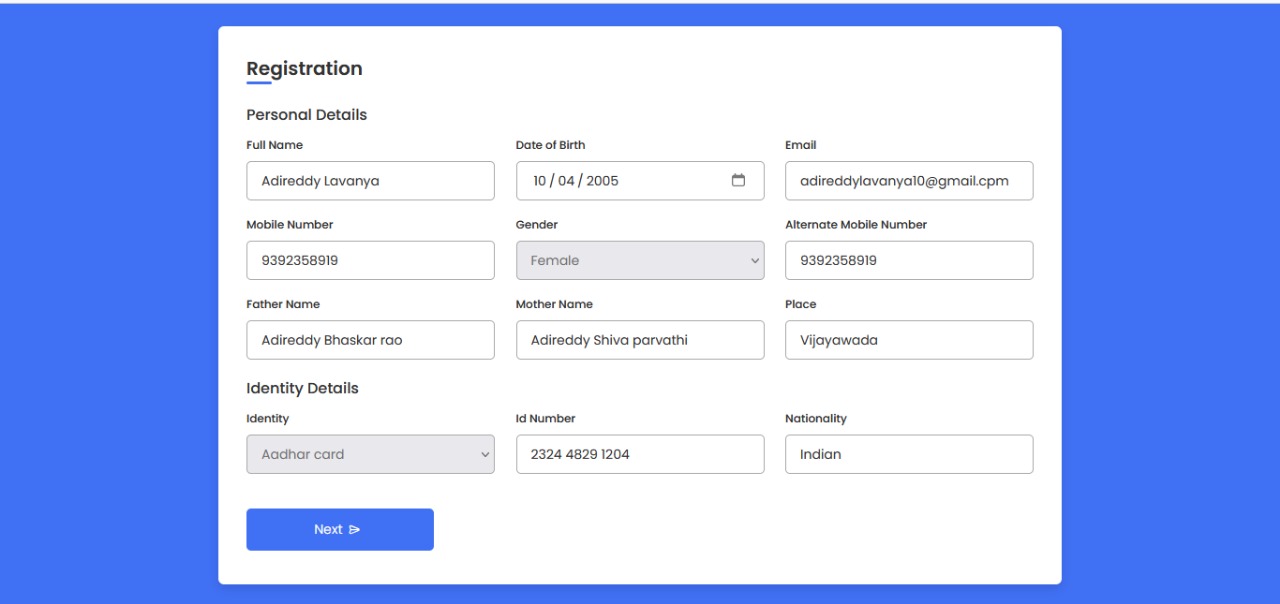 Registration
Personal Details
Full Name Date of Birth Email
Adireddy Lavanya 10 / 04 / 2005 adireddylavanya10@gmail.cpm
Mobile Number Gender Alternate Mobile Number
9392358919 Female 9392358919
Father Name Mother Name Place
Adireddy Bhaskar rao Adireddy Shiva parvathi Vijayawada
Identity Details
Identity Id Number Nationality
Aadhar card 2324 4829 1204 Indian
Next